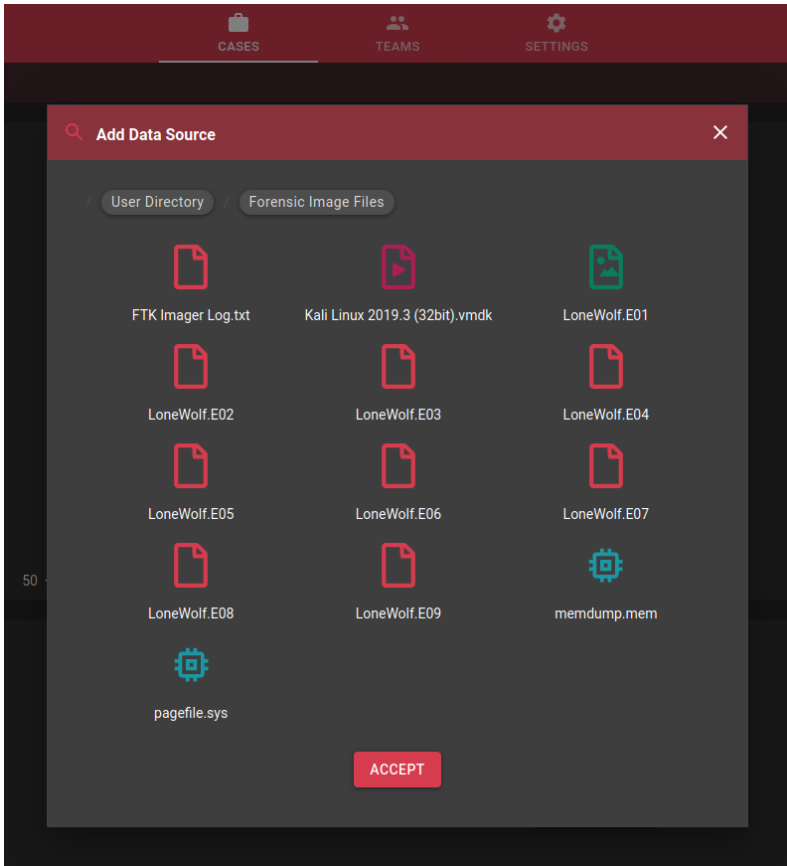 CASES TEAMS SETTINGS
Add Data Source
/ User Directory / Forensic Image Files
FTK Imager Log.txt Kali Linux 2019.3 (32bit).vmdk LoneWolf.E01
LoneWolf.E02 LoneWolf.E03 LoneWolf.E04
LoneWolf.E05 LoneWolf.E06 LoneWolf.E07
50
LoneWolf.E08 LoneWolf.E09 memdump.mem
pagefile.sys
ACCEPT